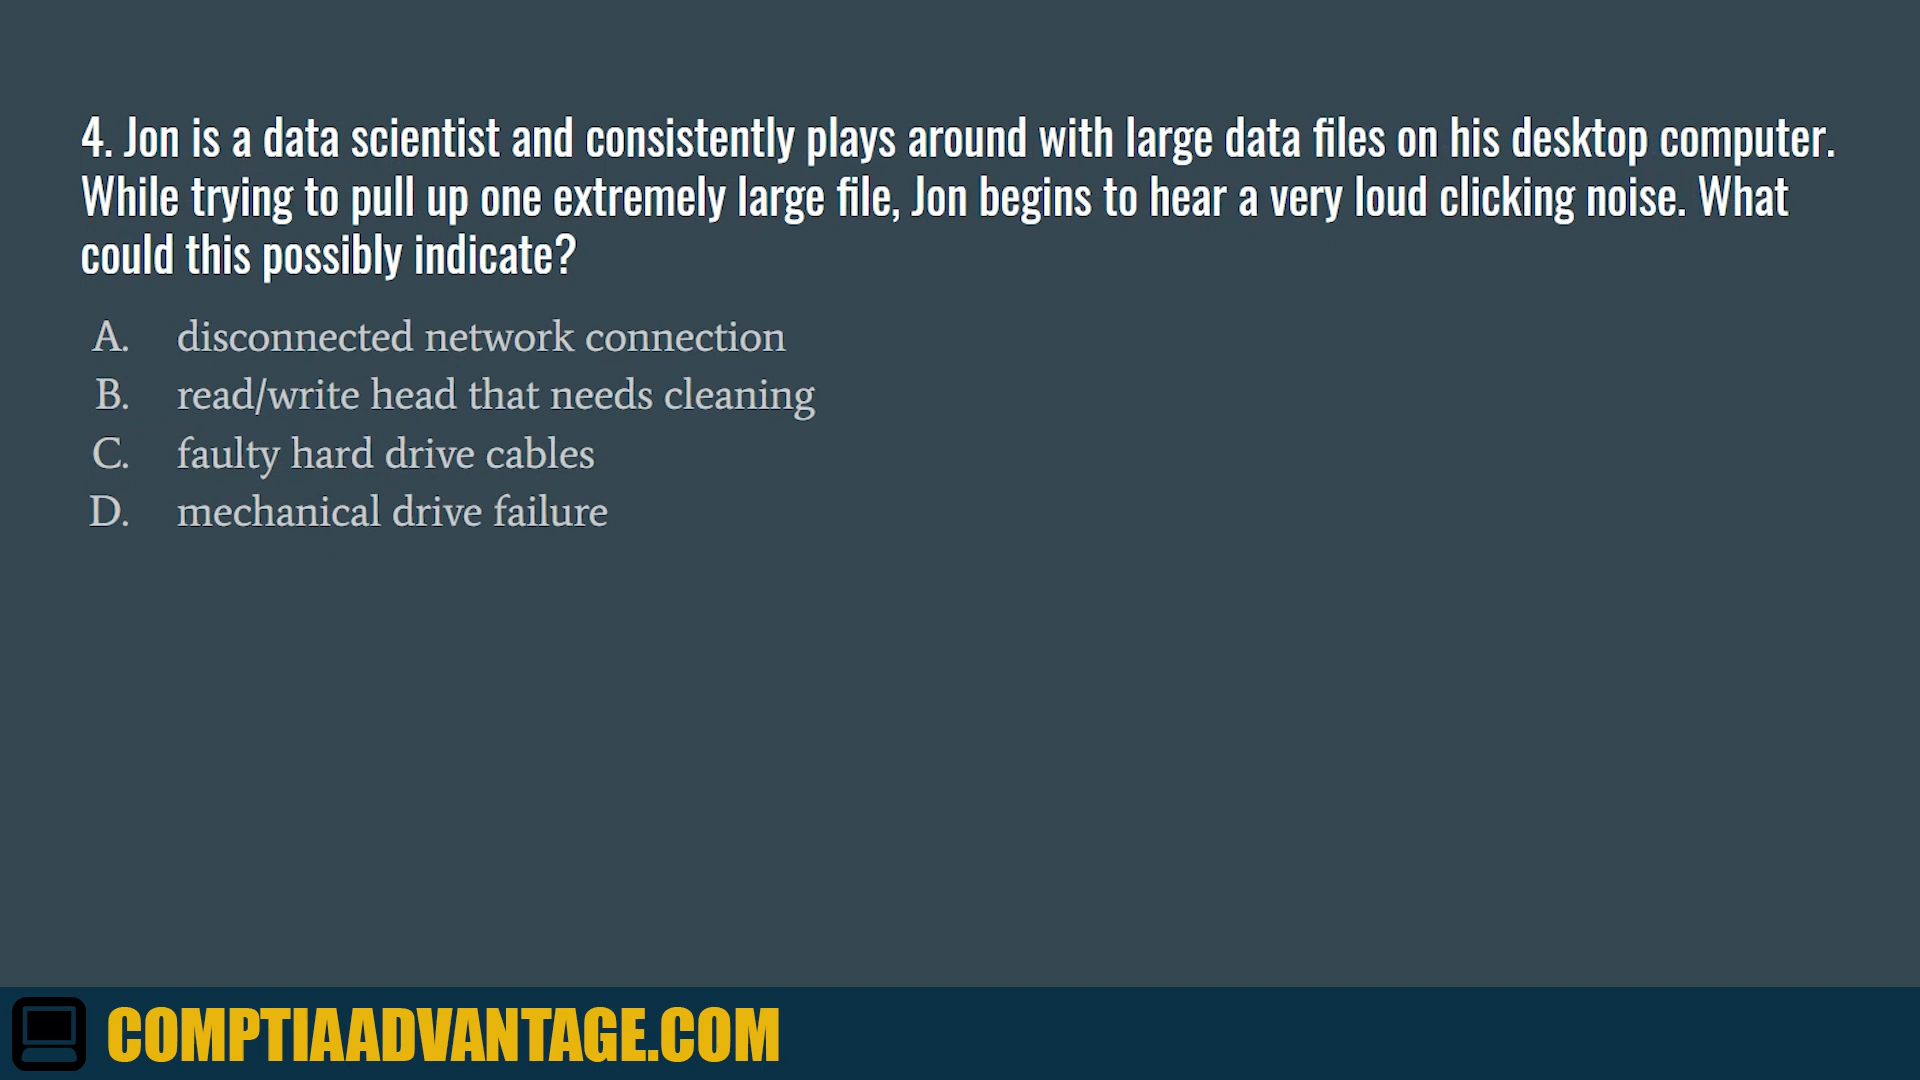 4. Jon is a data scientist and consistently plays around with large data files on his desktop computer.
While trying to pull up one extremely large file, Jon begins to hear a very loud clicking noise. What
could this possibly indicate?
A. disconnected network connection
B. read/write head that needs cleaning
C. faulty hard drive cables
D. mechanical drive failure
COMPTIAADVANTAGE.COM